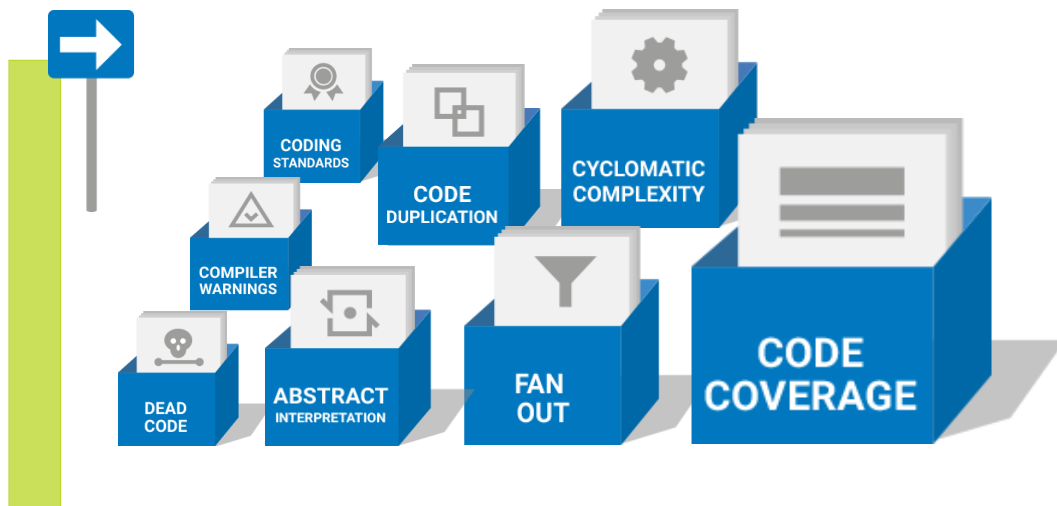 CODING
STANDARDS
CODE
DUPLICATION
CYCLOMATIC
COMPLEXITY
COMPILER
WARNINGS
DEAD
CODE
ABSTRACT
INTERPRETATION
FAN
OUT
CODE
COVERAGE